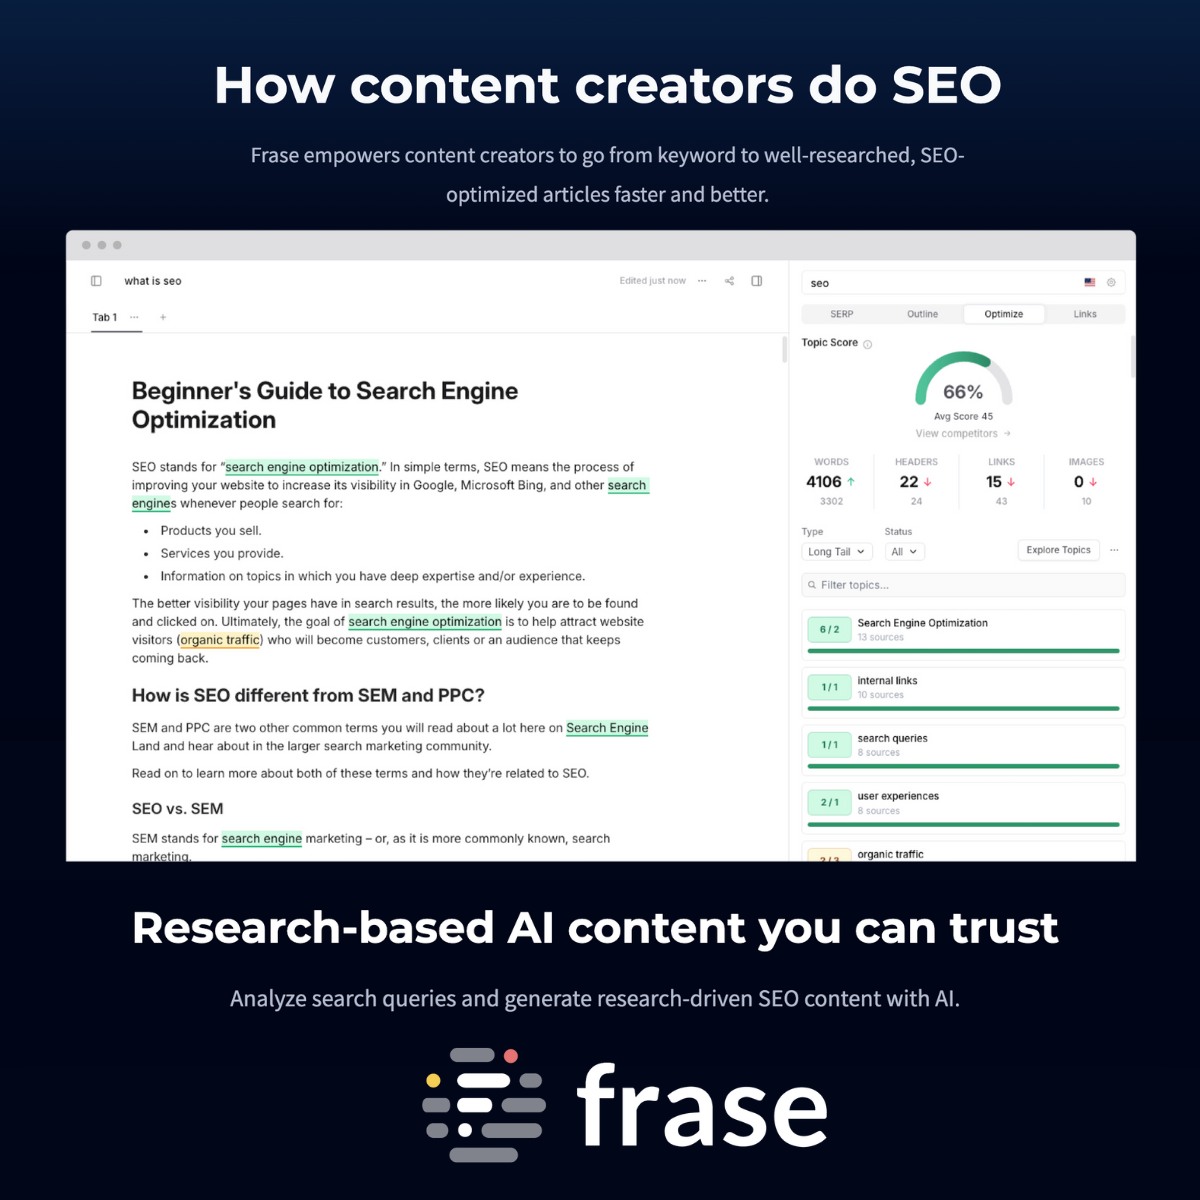 How content creators do SEO
Frase empowers content creators to go from keyword to well-researched, SEO-
optimized articles faster and better.
what is seo
Edited just now
Tab 1
Beginner's Guide to Search Engine
Optimization
SEO stands for “search engine optimization.” In simple terms, SEO means the process of
improving your website to increase its visibility in Google, Microsoft Bing, and other search
engines whenever people search for:
• Products you sell.
• Services you provide.
• Information on topics in which you have deep expertise and/or experience.
The better visibility your pages have in search results, the more likely you are to be found
and clicked on. Ultimately, the goal of search engine optimization is to help attract website
visitors (organic traffic) who will become customers, clients or an audience that keeps
coming back.
How is SEO different from SEM and PPC?
SEM and PPC are two other common terms you will read about a lot here on Search Engine
Land and hear about in the larger search marketing community.
Read on to learn more about both of these terms and how they’re related to SEO.
SEO vs. SEM
SEM stands for search engine marketing – or, as it is more commonly known, search
marketing.
seo
SERP Outline Optimize Links
Topic Score
66%
Avg Score 45
View competitors →
WORDS HEADERS LINKS IMAGES
4106 ↑ 22 ↓ 15 ↓ 0 ↓
3302 24 43 10
Type Status
Long Tail All Explore Topics
Filter topics...
6 / 2 Search Engine Optimization
13 sources
1 / 1 internal links
10 sources
1 / 1 search queries
8 sources
2 / 1 user experiences
8 sources
2 / 3 organic traffic
Research-based AI content you can trust
Analyze search queries and generate research-driven SEO content with AI.
frase